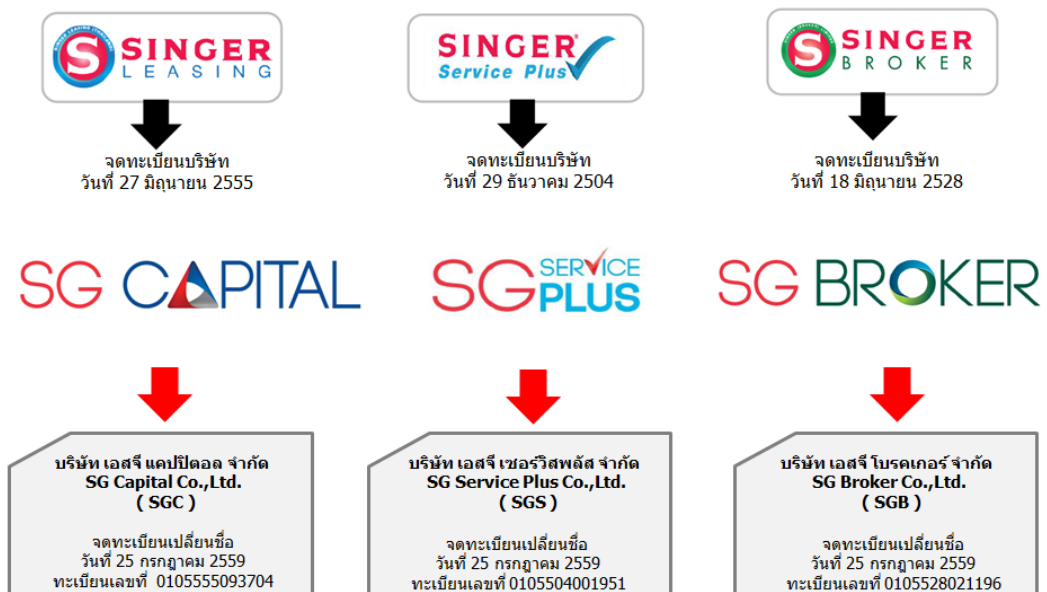 SINGER
LEASING
จดทะเบียนบริษัท
วันที่ 27 มิถุนายน 2555
SINGER
Service Plus
จดทะเบียนบริษัท
วันที่ 29 ธันวาคม 2504
SINGER
BROKER
จดทะเบียนบริษัท
วันที่ 18 มิถุนายน 2528
SG CAPITAL
SG SERVICE
PLUS
SG BROKER
บริษัท เอสจี แคปปิตอล จำกัด
SG Capital Co.,Ltd.
( SGC )
จดทะเบียนเปลี่ยนชื่อ
วันที่ 25 กรกฎาคม 2559
ทะเบียนเลขที่ 0105555093704
บริษัท เอสจี เซอร์วิสพลัส จำกัด
SG Service Plus Co.,Ltd.
( SGS )
จดทะเบียนเปลี่ยนชื่อ
วันที่ 25 กรกฎาคม 2559
ทะเบียนเลขที่ 0105504001951
บริษัท เอสจี โบรคเกอร์ จำกัด
SG Broker Co.,Ltd.
( SGB )
จดทะเบียนเปลี่ยนชื่อ
วันที่ 25 กรกฎาคม 2559
ทะเบียนเลขที่ 0105528021196